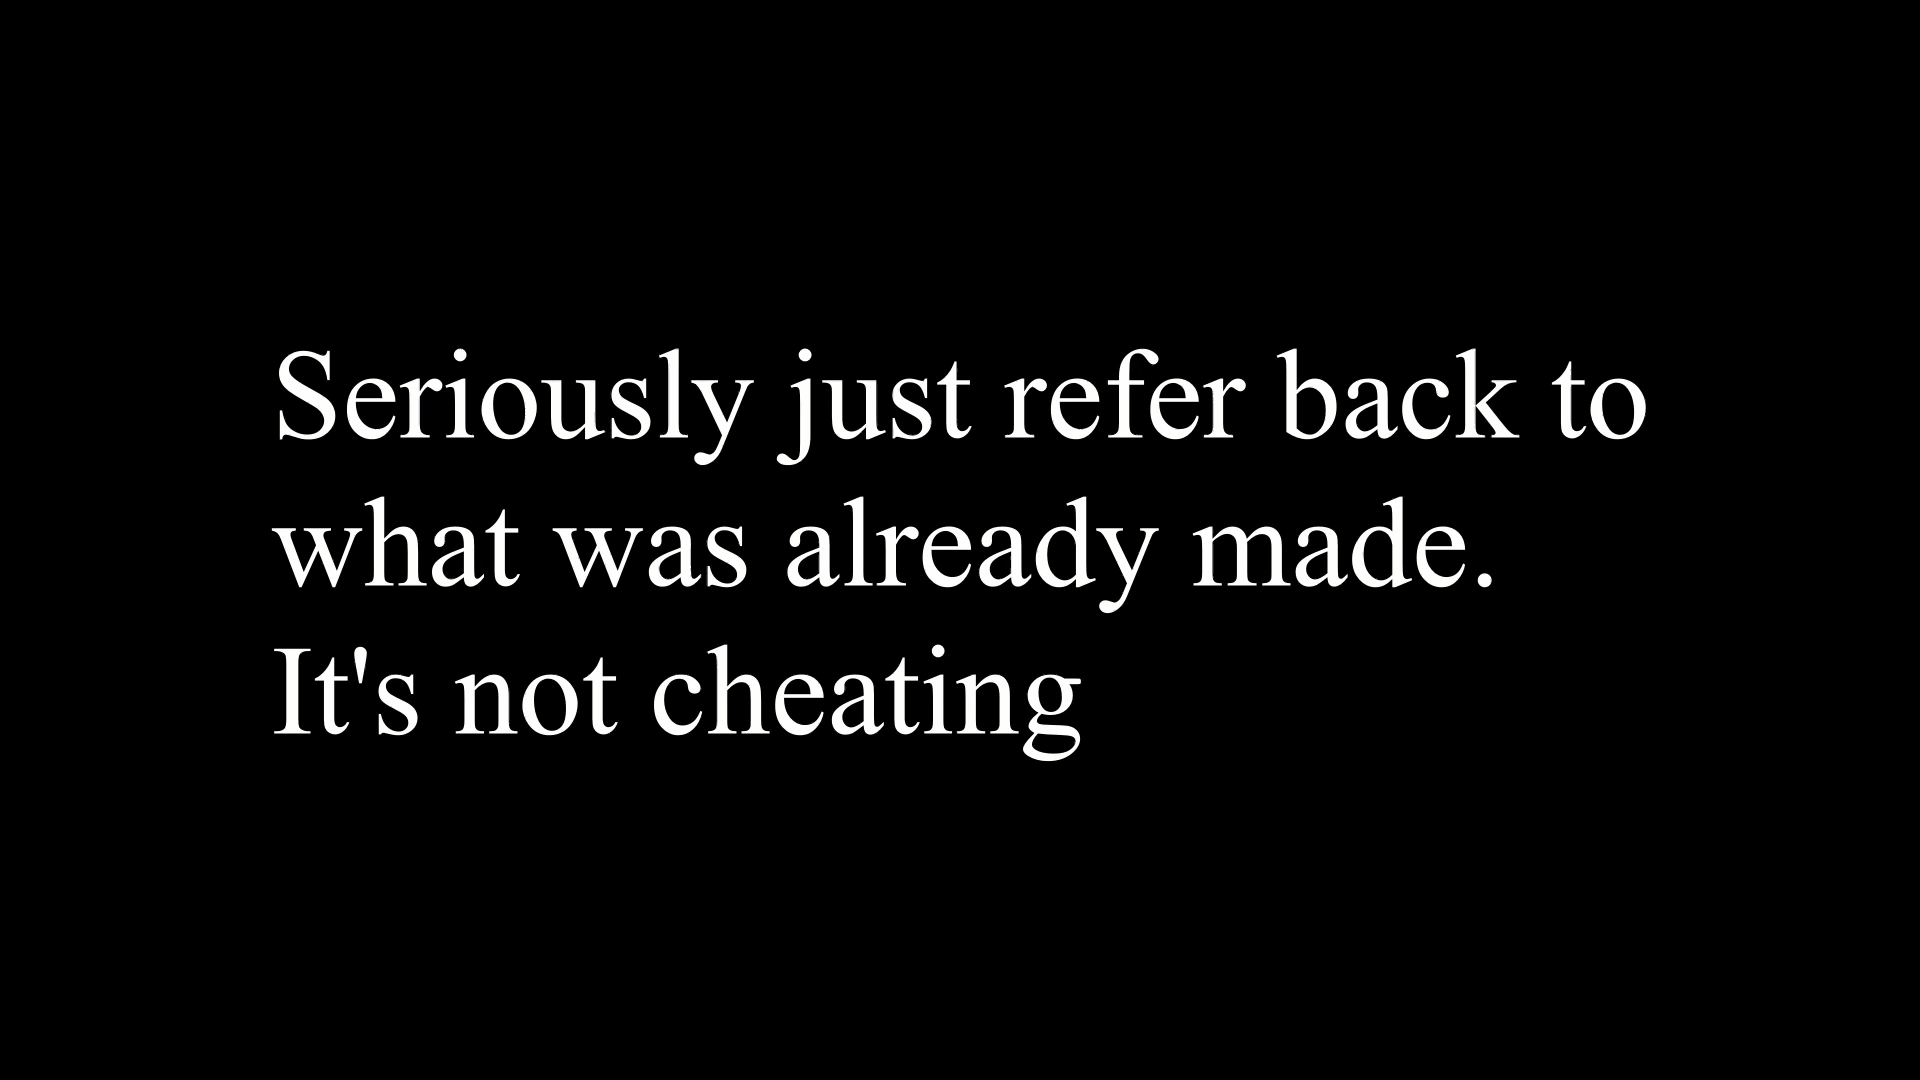 Seriously just refer back to
what was already made.
It's not cheating